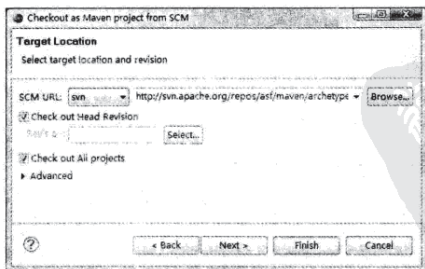 Checkout as Maven project from SCM
Target Location
Select target location and revision
SCM URL: svn http://svn.apache.org/repos/asf/maven/archetype Browse...
Check out Head Revision
Select...
Check out All projects
Advanced
< Back Next > Finish Cancel